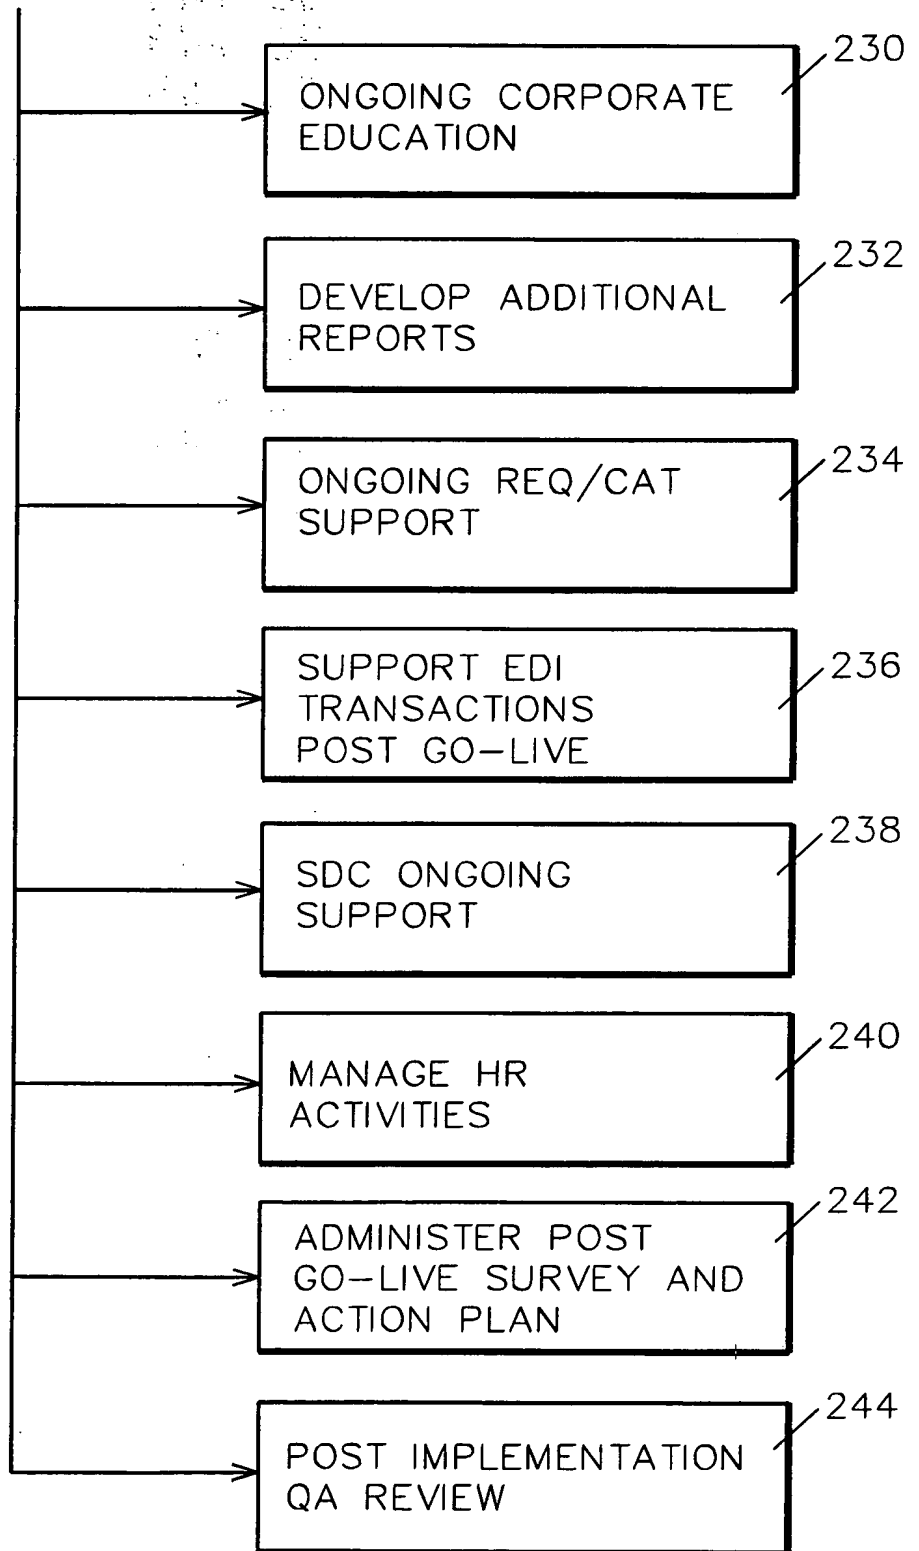 230
ONGOING CORPORATE
EDUCATION
232
DEVELOP ADDITIONAL
REPORTS
234
ONGOING REQ/CAT
SUPPORT
236
SUPPORT EDI
TRANSACTIONS
POST GO-LIVE
238
SDC ONGOING
SUPPORT
240
MANAGE HR
ACTIVITIES
242
ADMINISTER POST
GO-LIVE SURVEY AND
ACTION PLAN
244
POST IMPLEMENTATION
QA REVIEW